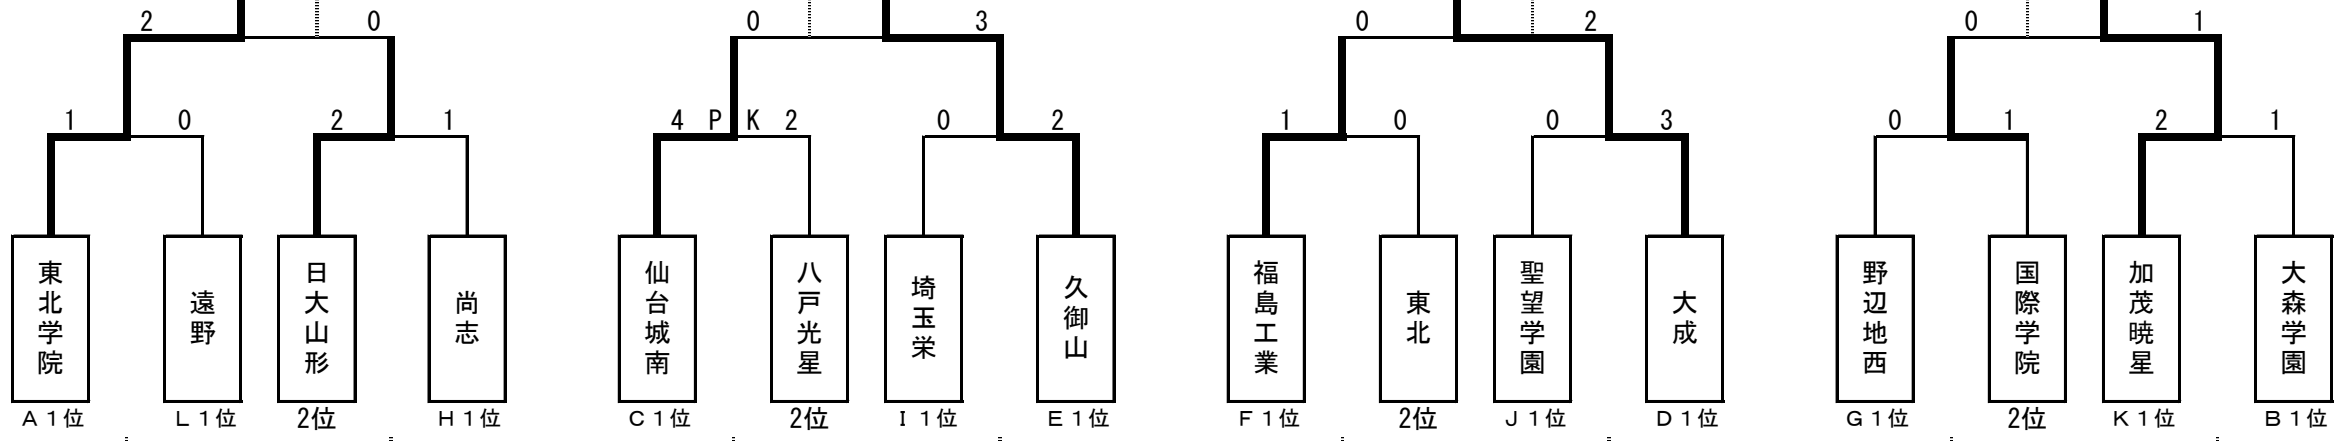 2 0 0 3 0 2 0 1
1 0 2 1 4 P K 2 0 2 1 0 0 3 0 1 2 1
東北学院
遠野
日大山形
尚志
仙台城南
八戸光星
埼玉栄
久御山
福島工業
東北
聖望学園
大成
野辺地西
国際学院
加茂暁星
大森学園
A1位 L1位 2位 H1位 C1位 2位 I1位 E1位 F1位 2位 J1位 D1位 G1位 2位 K1位 B1位